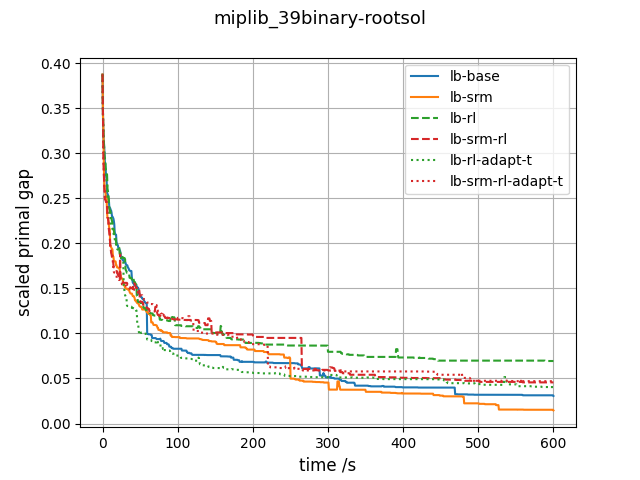 miplib_39binary-rootsol
scaled primal gap
0.40
0.35
0.30
0.25
0.20
0.15
0.10
0.05
0.00
lb-base
lb-srm
lb-rl
lb-srm-rl
lb-rl-adapt-t
lb-srm-rl-adapt-t
0 100 200 300 400 500 600
time /s